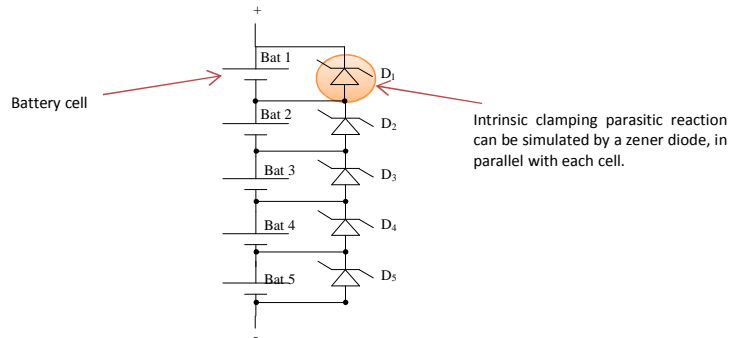 +
Bat 1
D₁
Battery cell
Bat 2
D₂
Intrinsic clamping parasitic reaction
can be simulated by a zener diode, in
parallel with each cell.
Bat 3
D₃
Bat 4
D₄
Bat 5
D₅
-